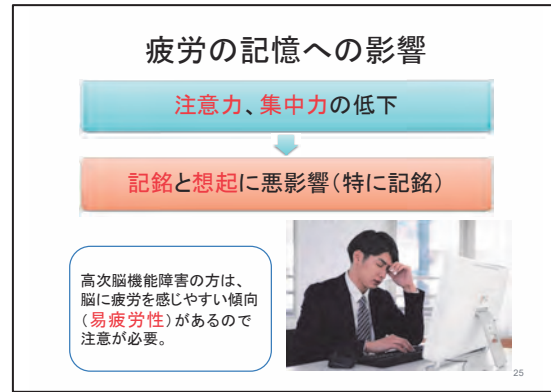 疲労の記憶への影響
注意力、集中力の低下
記銘と想起に悪影響（特に記銘）
高次脳機能障害の方は、
脳に疲労を感じやすい傾向
（易疲労性）があるので
注意が必要。
25